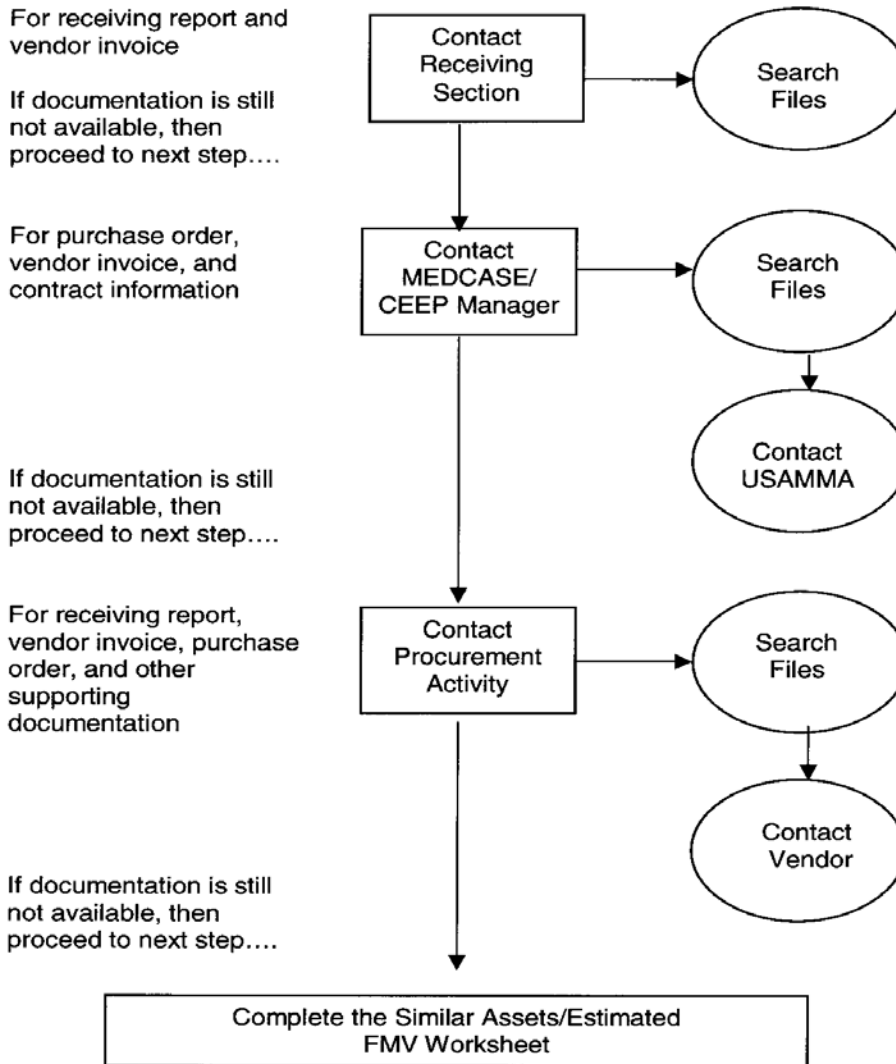 For receiving report and
vendor invoice
Contact
Receiving
Section
Search
Files
If documentation is still
not available, then
proceed to next step....
For purchase order,
vendor invoice, and
contract information
Contact
MEDCASE/
CEEP Manager
Search
Files
Contact
USAMMA
If documentation is still
not available, then
proceed to next step....
For receiving report,
vendor invoice, purchase
order, and other
supporting
documentation
Contact
Procurement
Activity
Search
Files
Contact
Vendor
If documentation is still
not available, then
proceed to next step....
Complete the Similar Assets/Estimated
FMV Worksheet